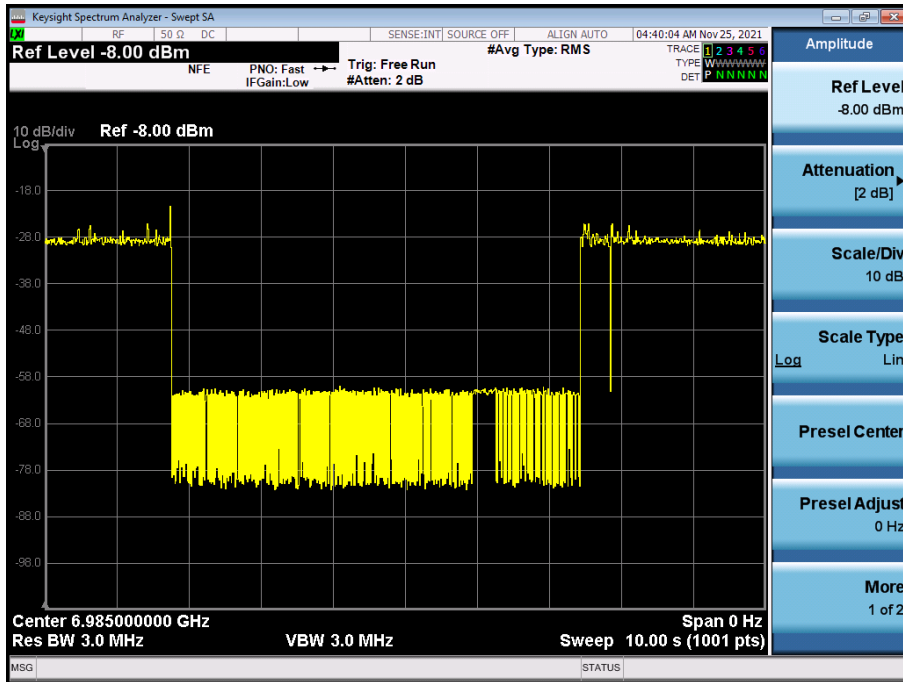 Keysight Spectrum Analyzer - Swept SA
LXI RF 50 Ω DC SENSE:INT SOURCE OFF ALIGN AUTO 04:40:04 AM Nov 25, 2021
Ref Level -8.00 dBm
NFE
PNO: Fast
IFGain:Low
Trig: Free Run
#Atten: 2 dB
#Avg Type: RMS
TRACE 1 2 3 4 5 6
TYPE WWWWWW
DET P N N N N N
10 dB/div Ref -8.00 dBm
Log
-18.0
-28.0
-38.0
-48.0
-58.0
-68.0
-78.0
-88.0
-98.0
Center 6.985000000 GHz Span 0 Hz
Res BW 3.0 MHz VBW 3.0 MHz Sweep 10.00 s (1001 pts)
MSG STATUS
Amplitude
Ref Level
-8.00 dBm
Attenuation
[2 dB]
Scale/Div
10 dB
Scale Type
Log Lin
Presel Center
Presel Adjust
0 Hz
More
1 of 2